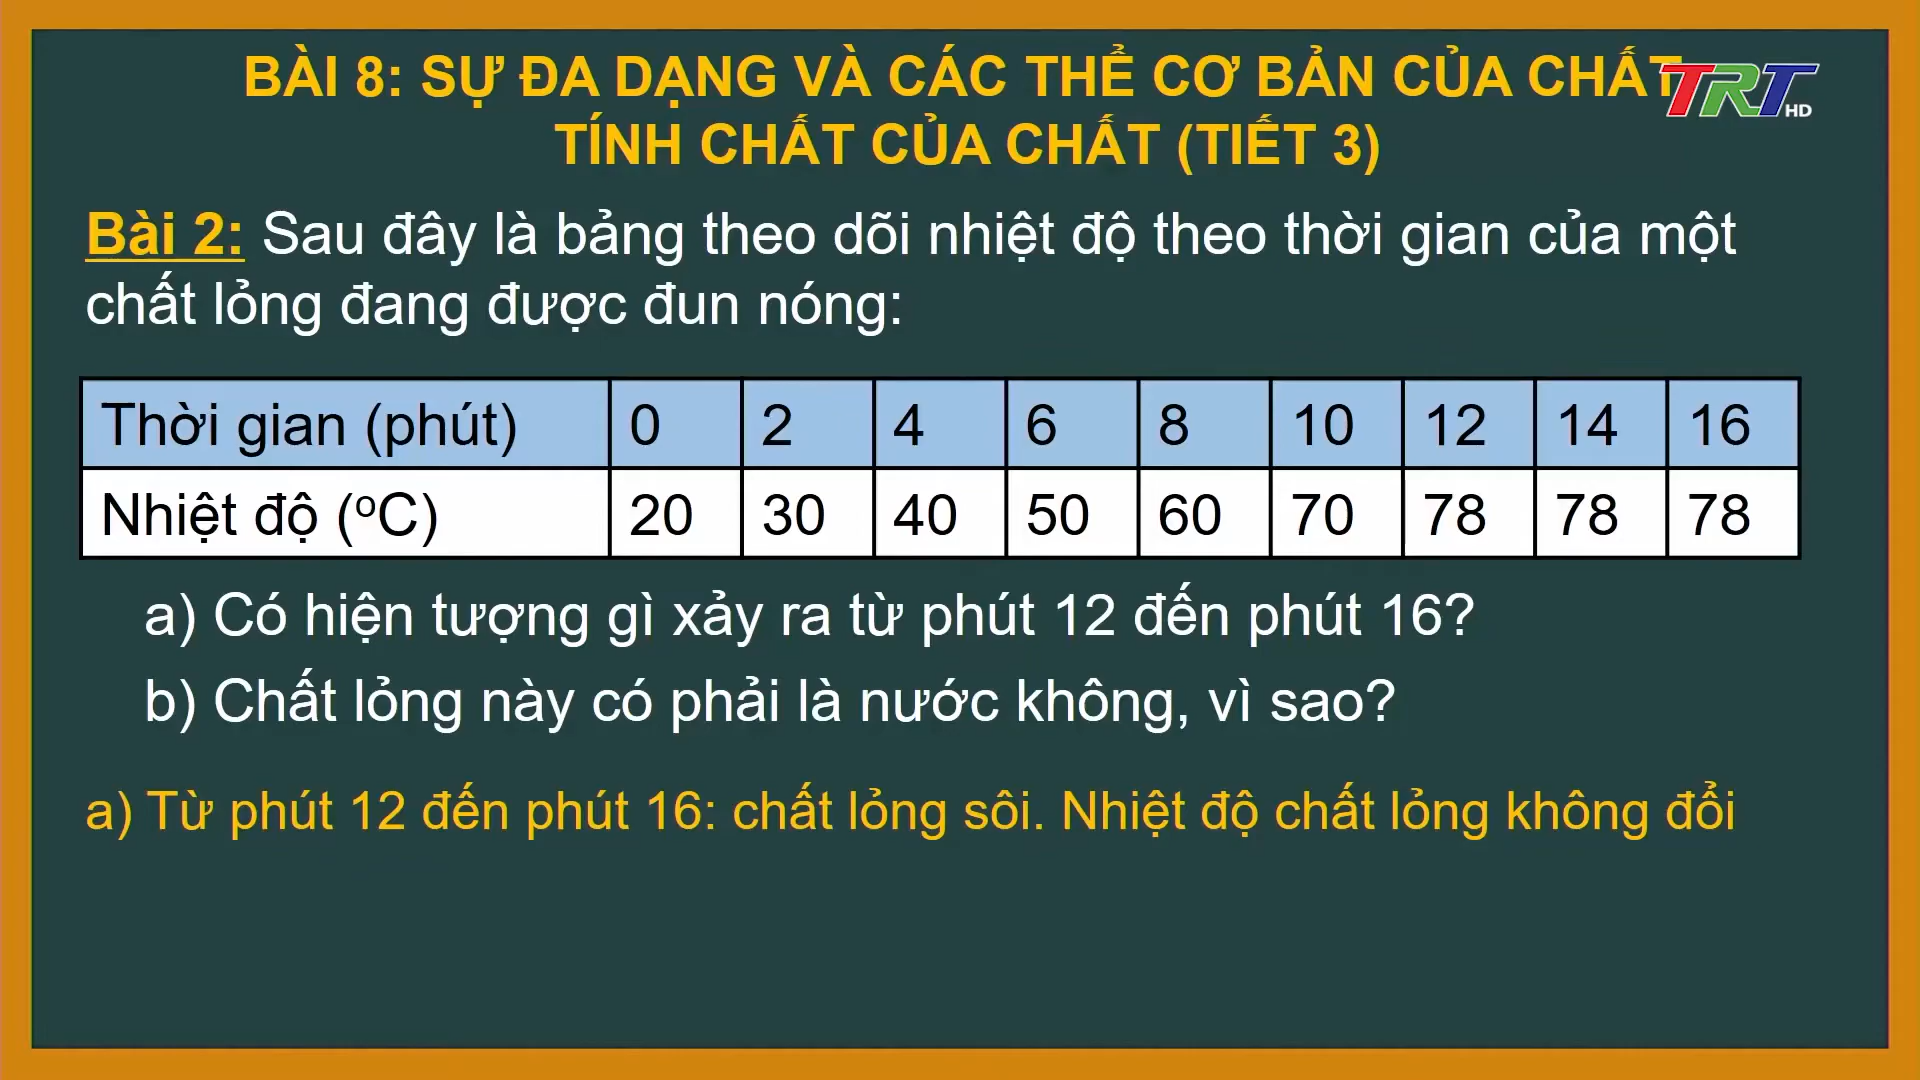 BÀI 8: SỰ ĐA DẠNG VÀ CÁC THỂ CƠ BẢN CỦA CHẤT
TRT HD
TÍNH CHẤT CỦA CHẤT (TIẾT 3)
Bài 2: Sau đây là bảng theo dõi nhiệt độ theo thời gian của một
chất lỏng đang được đun nóng:
Thời gian (phút) 0 2 4 6 8 10 12 14 16
Nhiệt độ (ºC) 20 30 40 50 60 70 78 78 78
a) Có hiện tượng gì xảy ra từ phút 12 đến phút 16?
b) Chất lỏng này có phải là nước không, vì sao?
a) Từ phút 12 đến phút 16: chất lỏng sôi. Nhiệt độ chất lỏng không đổi